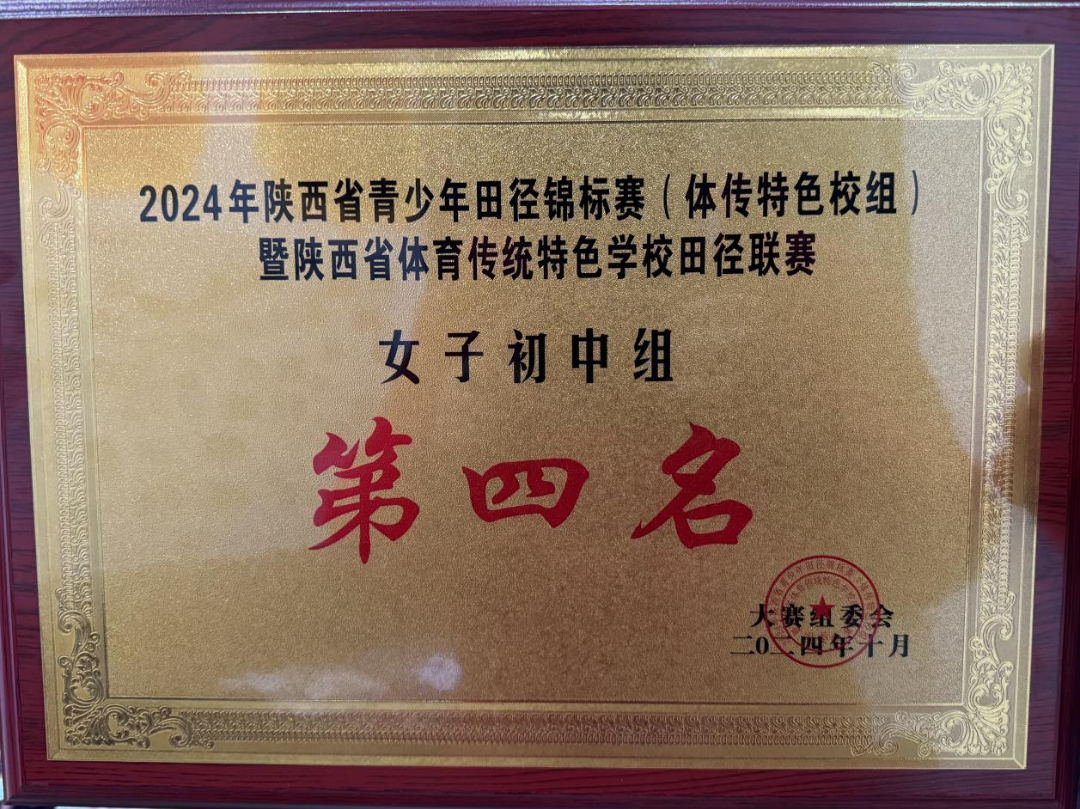 2024年陕西省青少年田径锦标赛（体传特色校组）
暨陕西省体育传统特色学校田径联赛
女子初中组
第四名
大赛组委会
二〇二四年十月